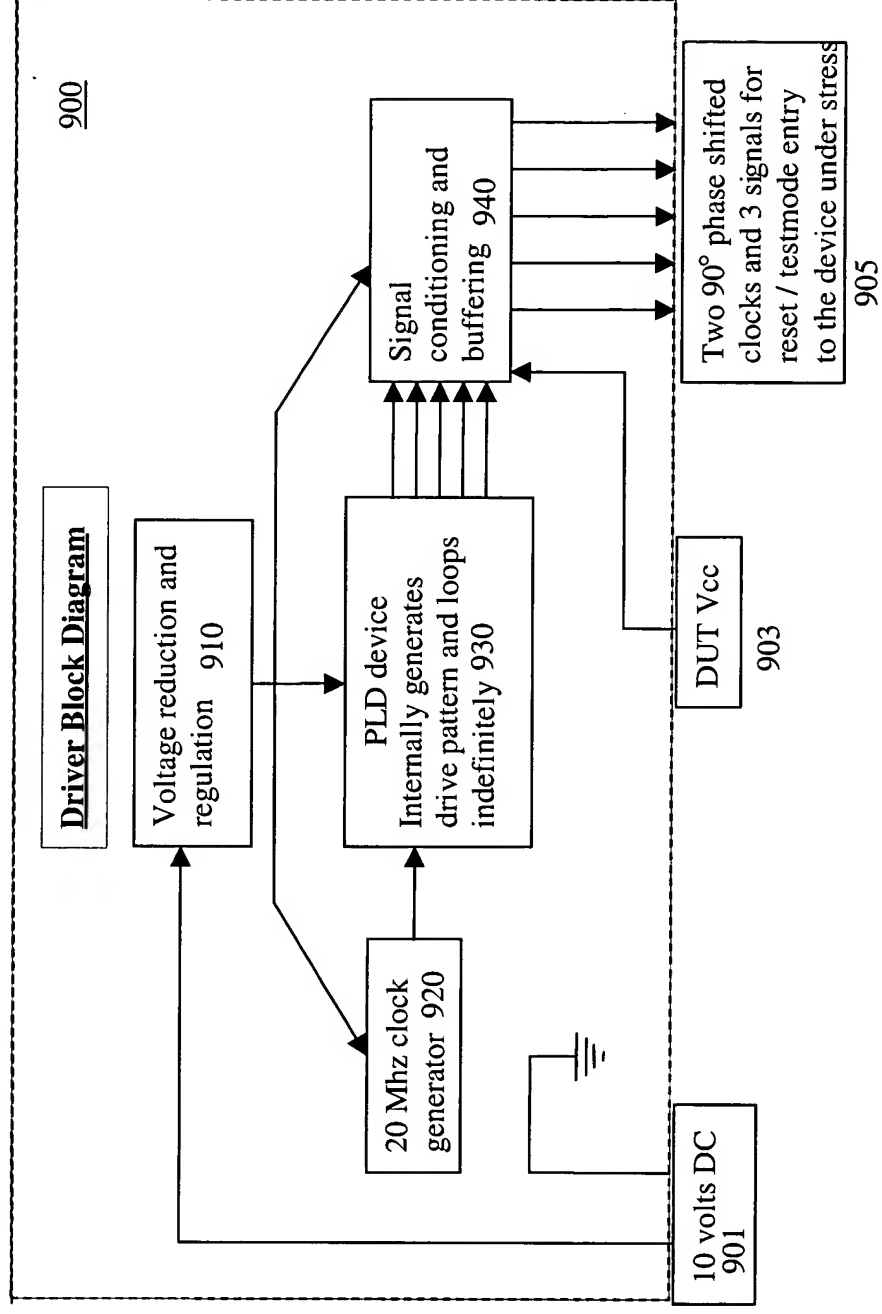 900
Driver Block Diagram
Voltage reduction and
regulation 910
20 Mhz clock
generator 920
PLD device
Internally generates
drive pattern and loops
indefinitely 930
Signal
conditioning and
buffering 940
10 volts DC
901
DUT Vcc
903
Two 90° phase shifted
clocks and 3 signals for
reset / testmode entry
to the device under stress
905